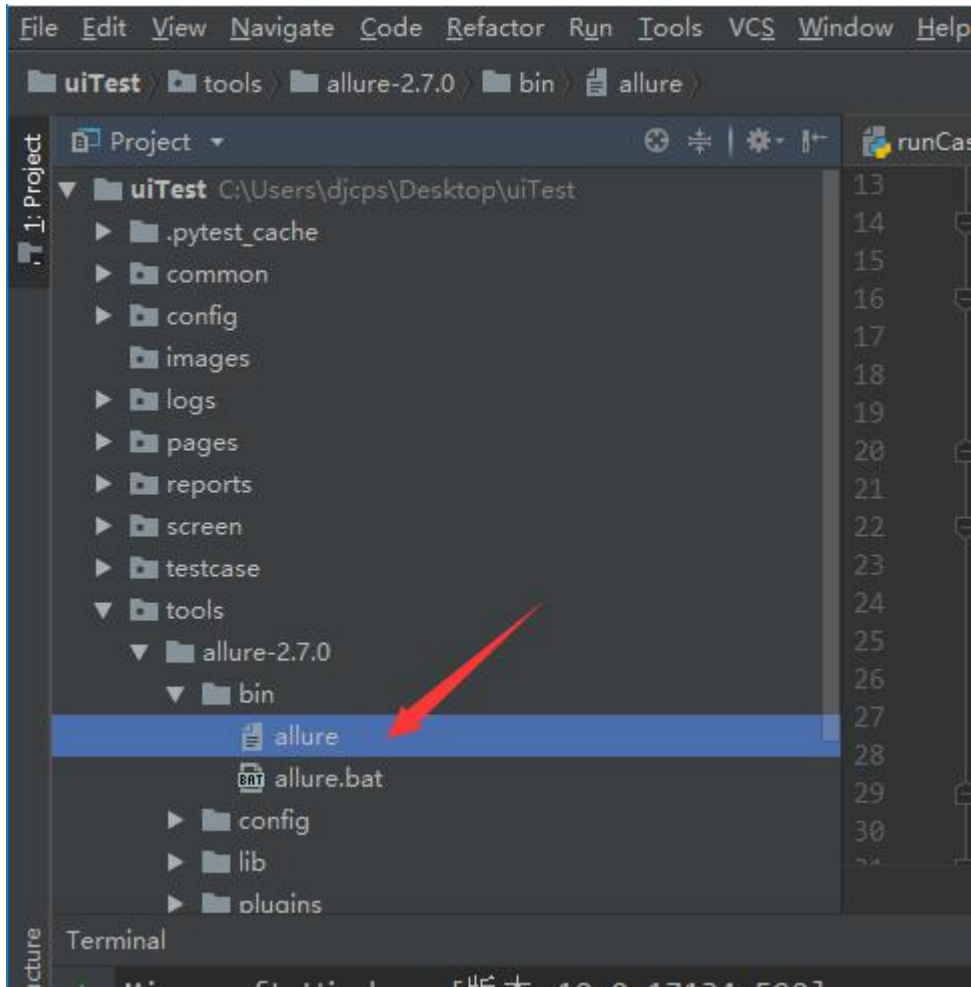 File Edit View Navigate Code Refactor Run Tools VCS Window Help
uiTest tools allure-2.7.0 bin allure
1: Project
Project
runCas
uiTest C:\Users\djcps\Desktop\uiTest
.pytest_cache
common
config
images
logs
pages
reports
screen
testcase
tools
allure-2.7.0
bin
allure
BAT allure.bat
config
lib
plugins
13
14
15
16
17
18
19
20
21
22
23
24
25
26
27
28
29
30
Terminal
cture